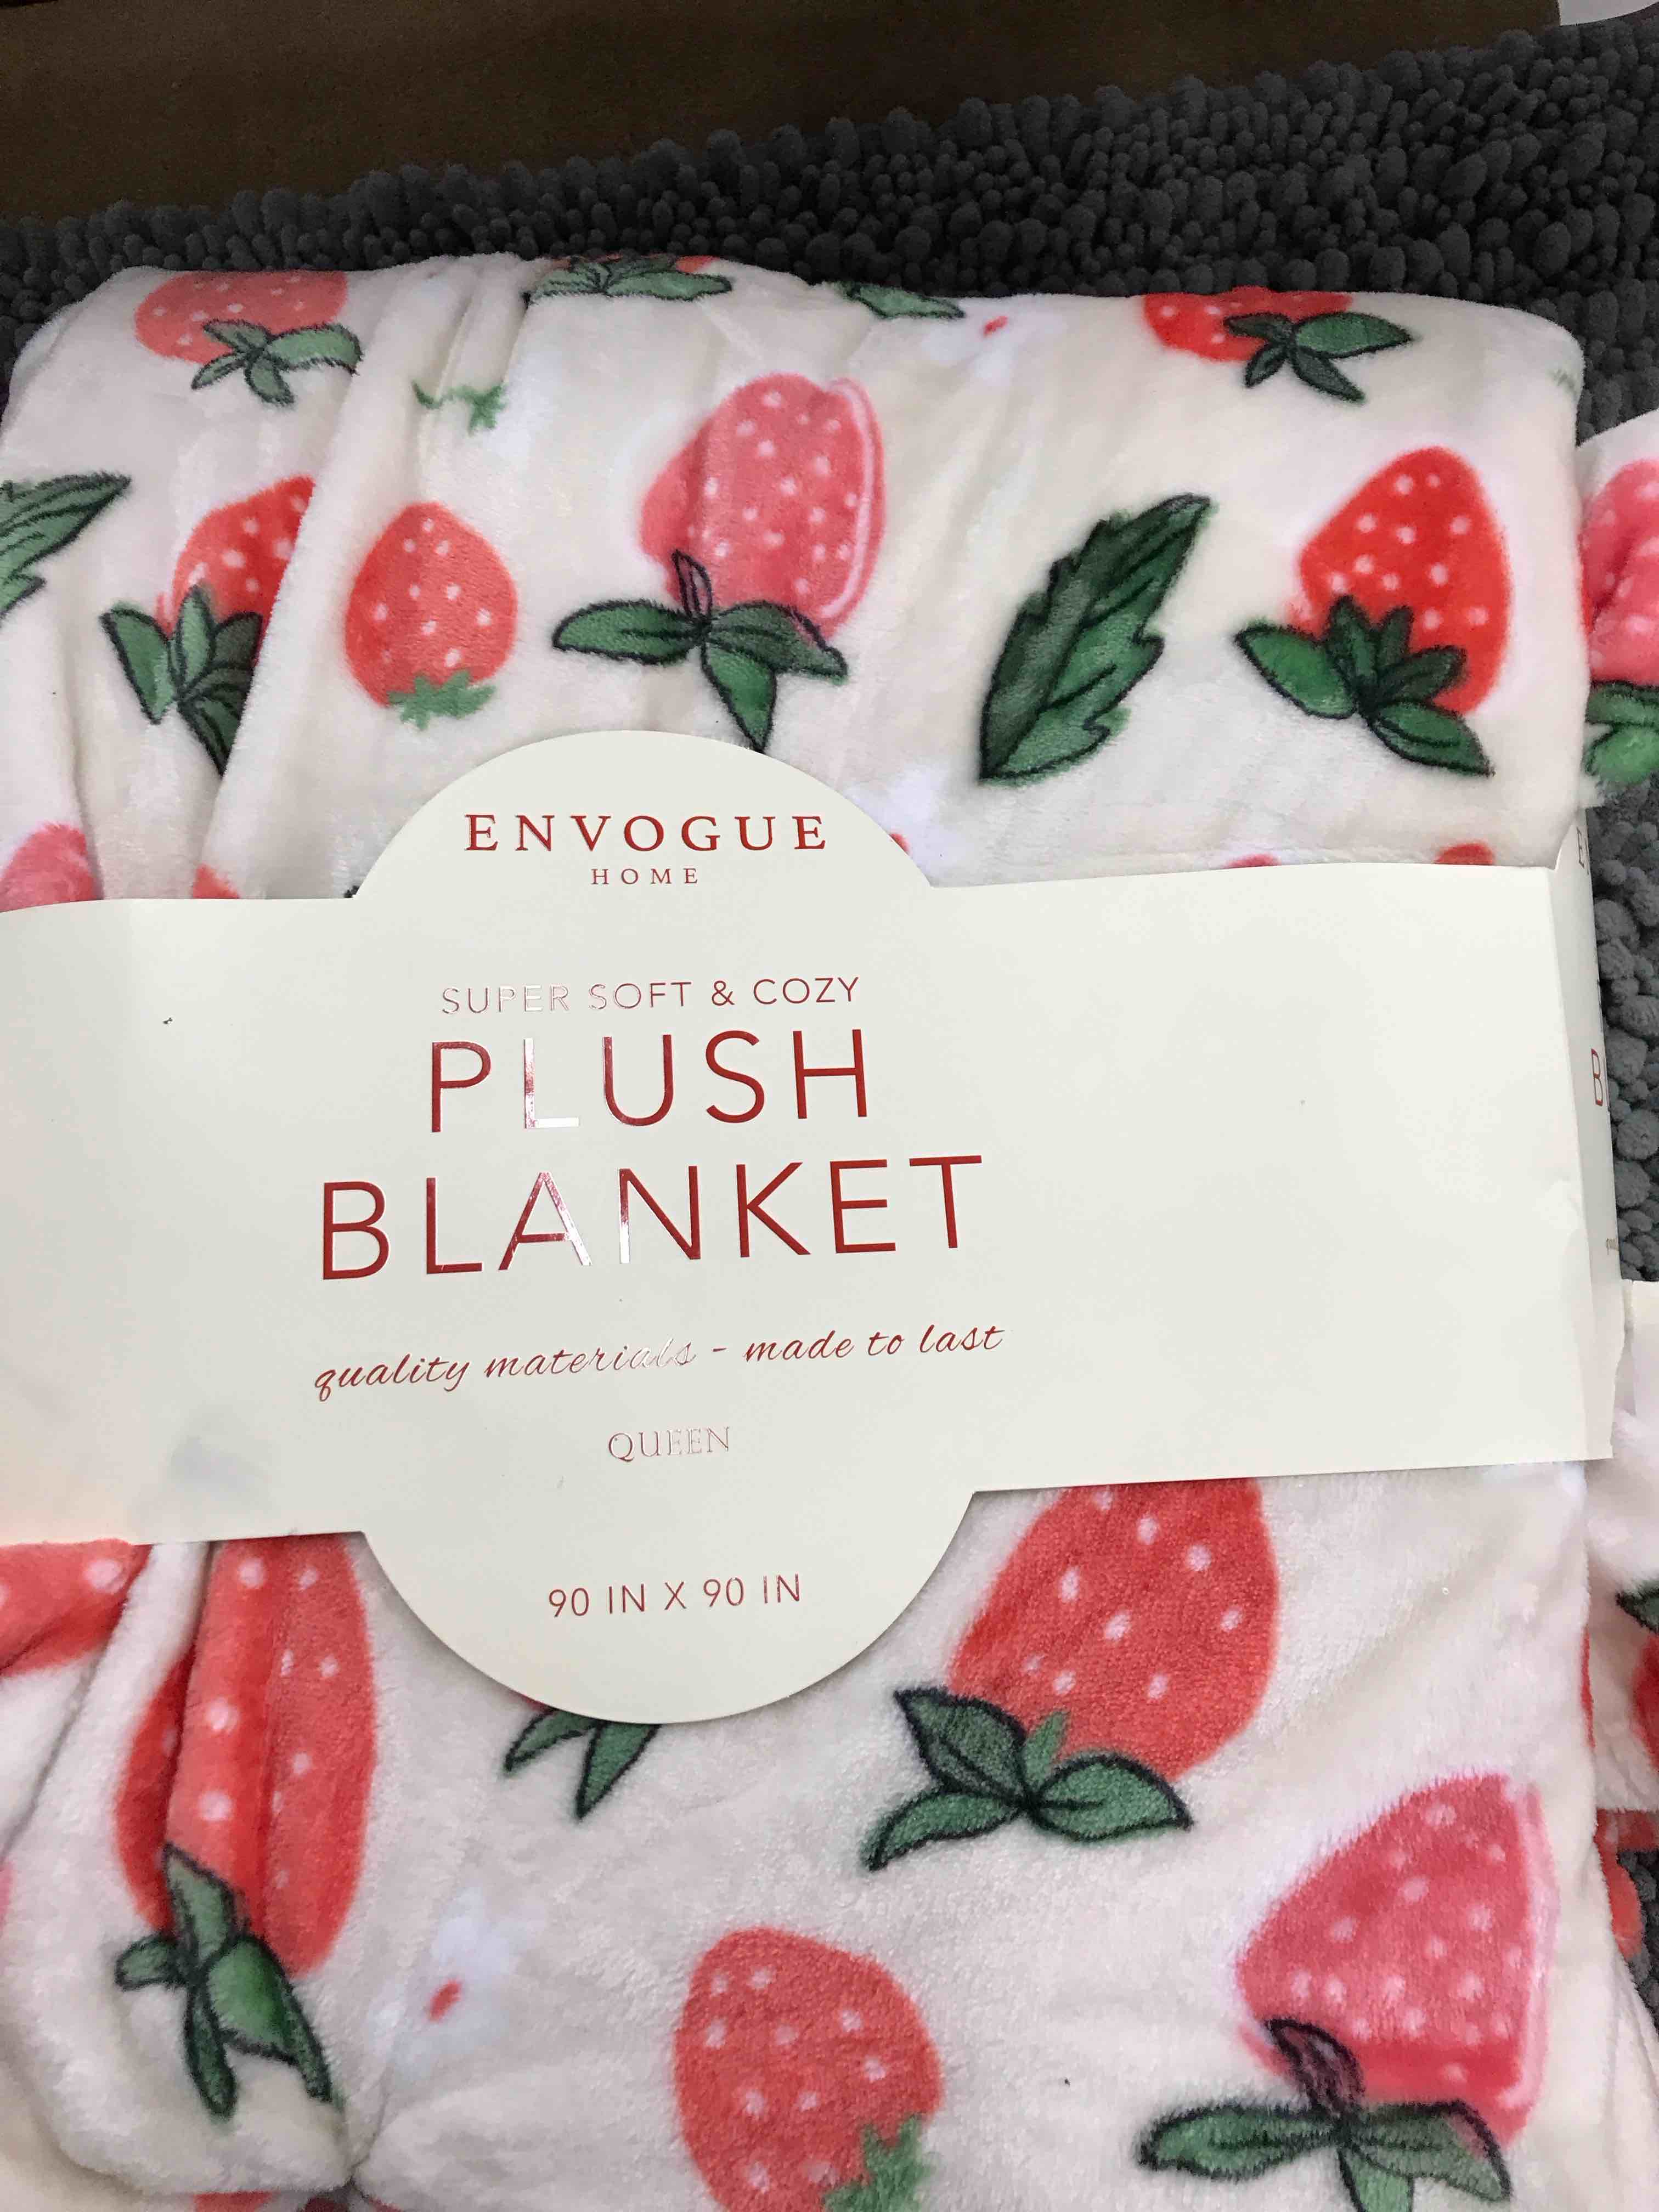 ENVOGUE
HOME
SUPER SOFT & COZY
PLUSH
BLANKET
quality materials - made to last
QUEEN
90 IN X 90 IN